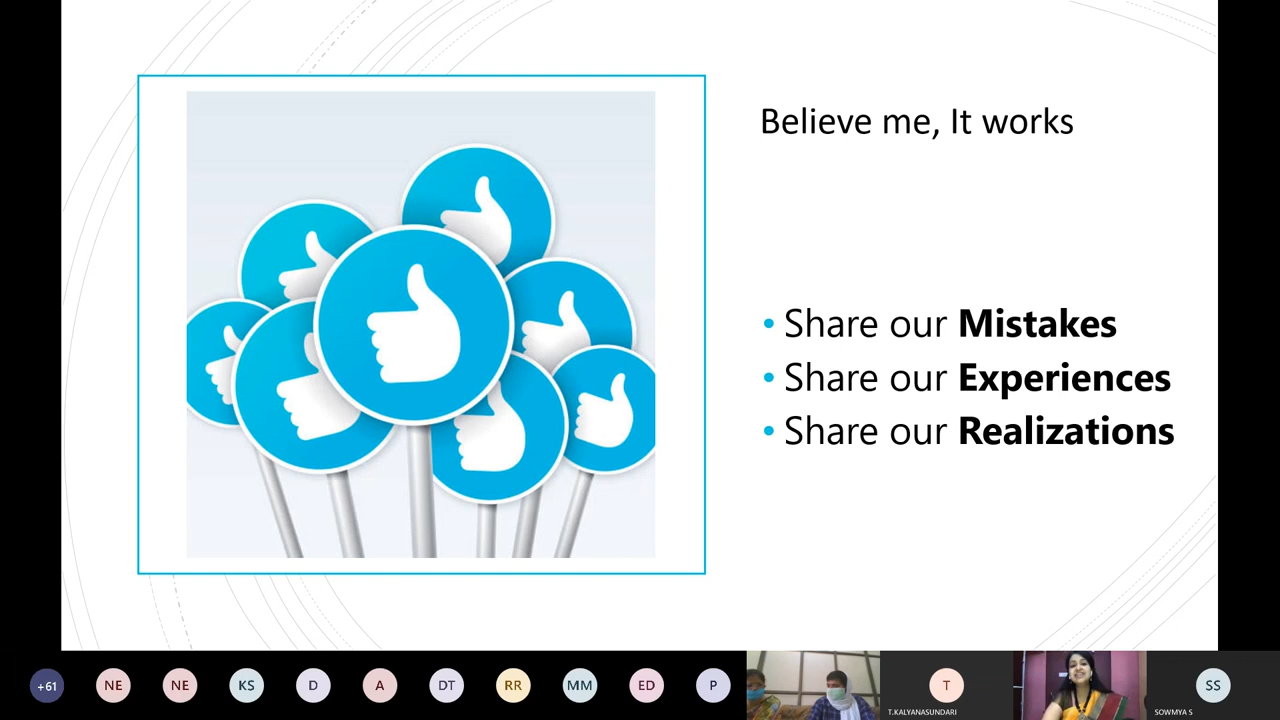 Believe me, It works
• Share our Mistakes
• Share our Experiences
• Share our Realizations
+61
NE
NE
KS
D
A
DT
RR
MM
ED
P
T
T.KALYANASUNDARI
SS
SOWMYA S